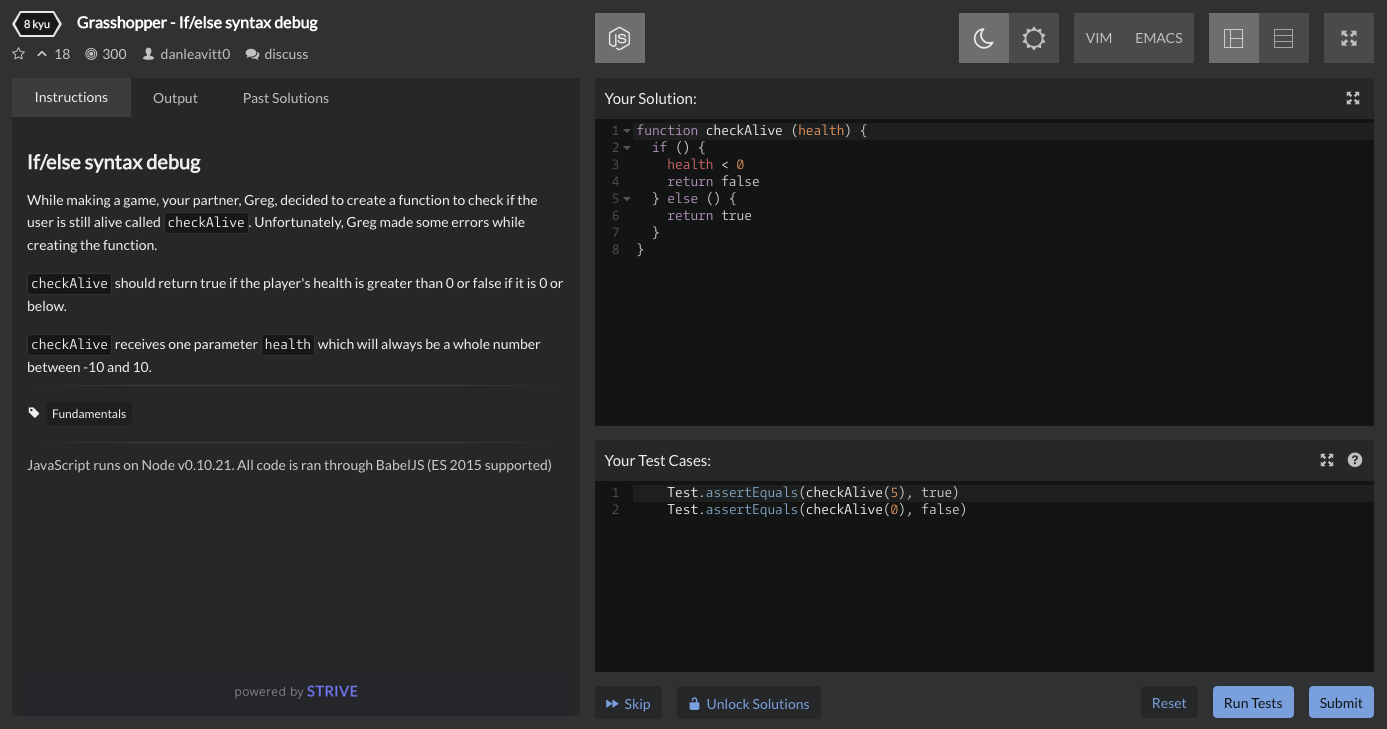 8 kyu Grasshopper - If/else syntax debug
18 300 danleavitt0 discuss
VIM EMACS
Instructions Output Past Solutions
If/else syntax debug
While making a game, your partner, Greg, decided to create a function to check if the
user is still alive called checkAlive. Unfortunately, Greg made some errors while
creating the function.
checkAlive should return true if the player's health is greater than 0 or false if it is 0 or
below.
checkAlive receives one parameter health which will always be a whole number
between -10 and 10.
Fundamentals
JavaScript runs on Node v0.10.21. All code is ran through BabelJS (ES 2015 supported)
powered by STRIVE
JS
Your Solution:
1 function checkAlive (health) {
2   if () {
3     health < 0
4     return false
5   } else () {
6     return true
7   }
8 }
Your Test Cases:
?
1     Test.assertEquals(checkAlive(5), true)
2     Test.assertEquals(checkAlive(0), false)
Skip Unlock Solutions Reset Run Tests Submit